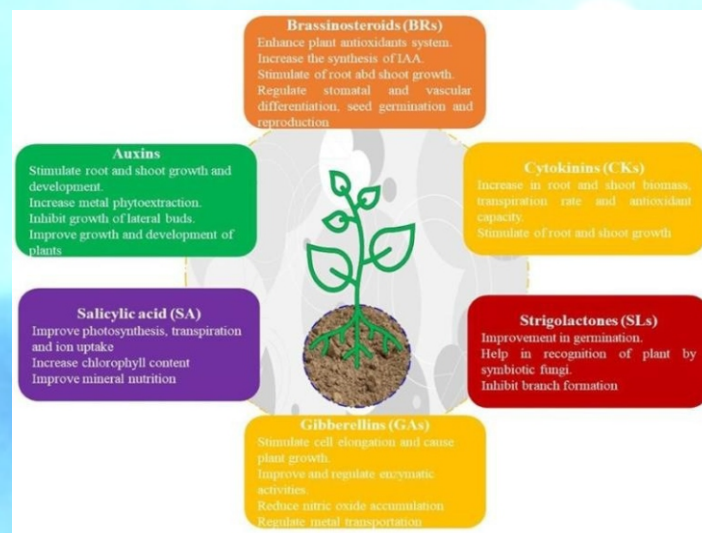 Brassinosteroids (BRs)
Enhance plant antioxidants system.
Increase the synthesis of IAA.
Stimulate of root abd shoot growth.
Regulate stomatal and vascular
differentiation, seed germination and
reproduction
Auxins
Stimulate root and shoot growth and
development.
Increase metal phytoextraction.
Inhibit growth of lateral buds.
Improve growth and development of
plants
Cytokinins (CKs)
Increase in root and shoot biomass,
transpiration rate and antioxidant
capacity.
Stimulate of root and shoot growth
Salicylic acid (SA)
Improve photosynthesis, transpiration
and ion uptake
Increase chlorophyll content
Improve mineral nutrition
Strigolactones (SLs)
Improvement in germination.
Help in recognition of plant by
symbiotic fungi.
Inhibit branch formation
Gibberellins (GAs)
Stimulate cell elongation and cause
plant growth.
Improve and regulate enzymatic
activities.
Reduce nitric oxide accumulation
Regulate metal transportation